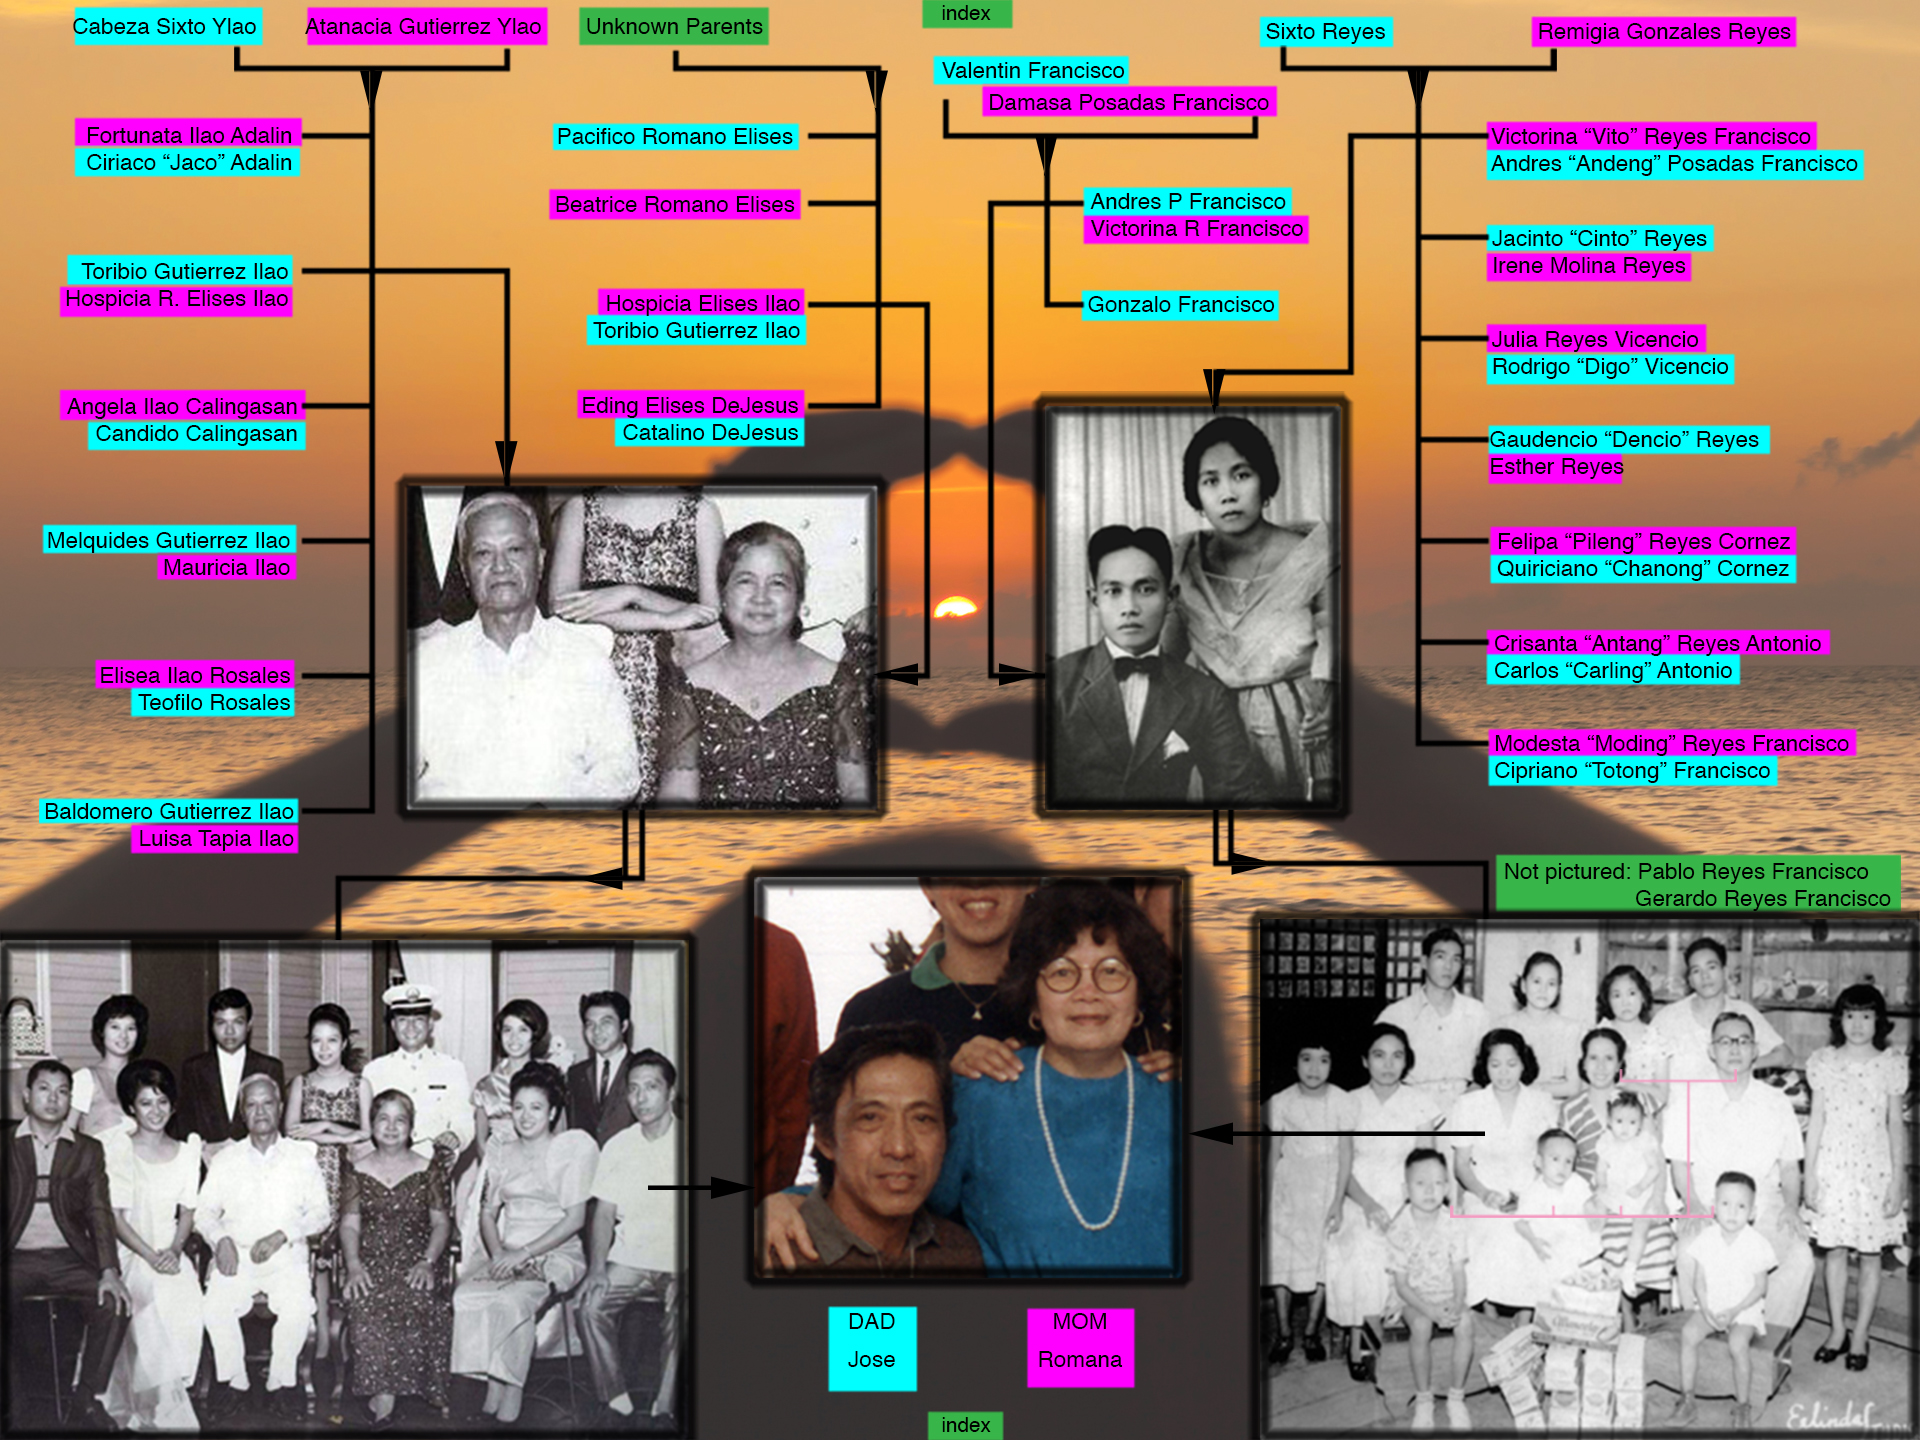 Cabeza Sixto Ylao
Atanacia Gutierrez Ylao
Unknown Parents
index
Sixto Reyes
Remigia Gonzales Reyes
Valentin Francisco
Damasa Posadas Francisco
Fortunata Ilao Adalin
Ciriaco “Jaco” Adalin
Toribio Gutierrez Ilao
Hospicia R. Elises Ilao
Angela Ilao Calingasan
Candido Calingasan
Melquides Gutierrez Ilao
Mauricia Ilao
Elisea Ilao Rosales
Teofilo Rosales
Baldomero Gutierrez Ilao
Luisa Tapia Ilao
Pacifico Romano Elises
Beatrice Romano Elises
Hospicia Elises Ilao
Toribio Gutierrez Ilao
Eding Elises DeJesus
Catalino DeJesus
Andres P Francisco
Victorina R Francisco
Gonzalo Francisco
Victorina “Vito” Reyes Francisco
Andres “Andeng” Posadas Francisco
Jacinto “Cinto” Reyes
Irene Molina Reyes
Julia Reyes Vicencio
Rodrigo “Digo” Vicencio
Gaudencio “Dencio” Reyes
Esther Reyes
Felipa “Pileng” Reyes Cornez
Quiriciano “Chanong” Cornez
Crisanta “Antang” Reyes Antonio
Carlos “Carling” Antonio
Modesta “Moding” Reyes Francisco
Cipriano “Totong” Francisco
Not pictured: Pablo Reyes Francisco
Gerardo Reyes Francisco
DAD
Jose
MOM
Romana
index